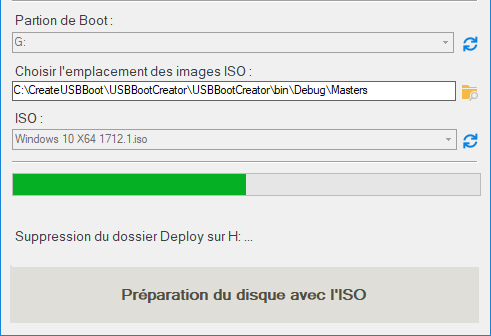 Partion de Boot :
G:
Choisir l'emplacement des images ISO :
C:\CreateUSBBoot\USBBootCreator\USBBootCreator\bin\Debug\Masters
ISO :
Windows 10 X64 1712.1.iso
Suppression du dossier Deploy sur H: ...
Préparation du disque avec l'ISO